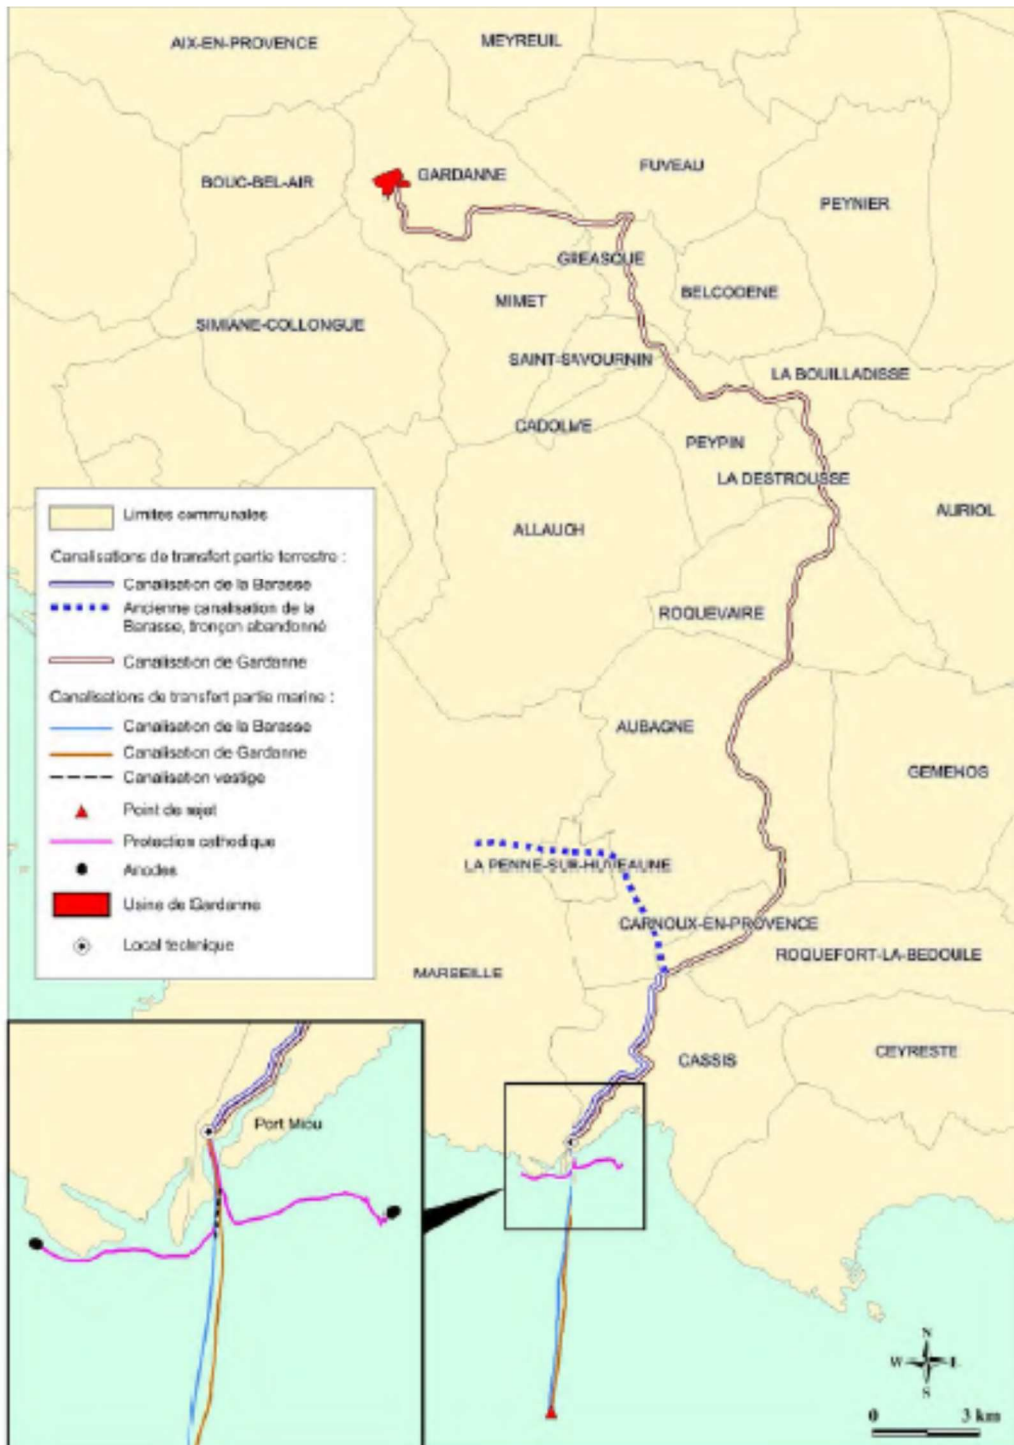 AIX-EN-PROVENCE
MEYREUIL
BOUC-BEL-AIR
GARDANNE
FUVEAU
PEYNIER
GREASQUE
BELCODENE
MIMET
SIMIANE-COLLONGUE
SAINT-SAVOURNIN
LA BOUILLADISSE
CADOLIVE
PEYPIN
LA DESTROUSSE
AURIOL
ALLAUCH
ROQUEVAIRE
AUBAGNE
GEMENOS
LA PENNE-SUR-HUVEAUNE
CARNOUX-EN-PROVENCE
ROQUEFORT-LA-BEDOULE
MARSEILLE
CASSIS
CEYRESTE
Limites communales
Canalisations de transfert partie terrestre :
Canalisation de la Barasse
Ancienne canalisation de la
Barasse, tronçon abandonné
Canalisation de Gardanne
Canalisations de transfert partie marine :
Canalisation de la Barasse
Canalisation de Gardanne
Canalisation vestige
Point de rejet
Protection cathodique
Anodes
Usine de Gardanne
Local technique
Port Miou
N
W E
S
0 3 km